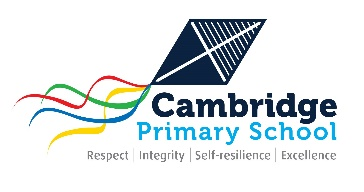 Cambridge
Primary School
Respect | Integrity | Self-resilience | Excellence